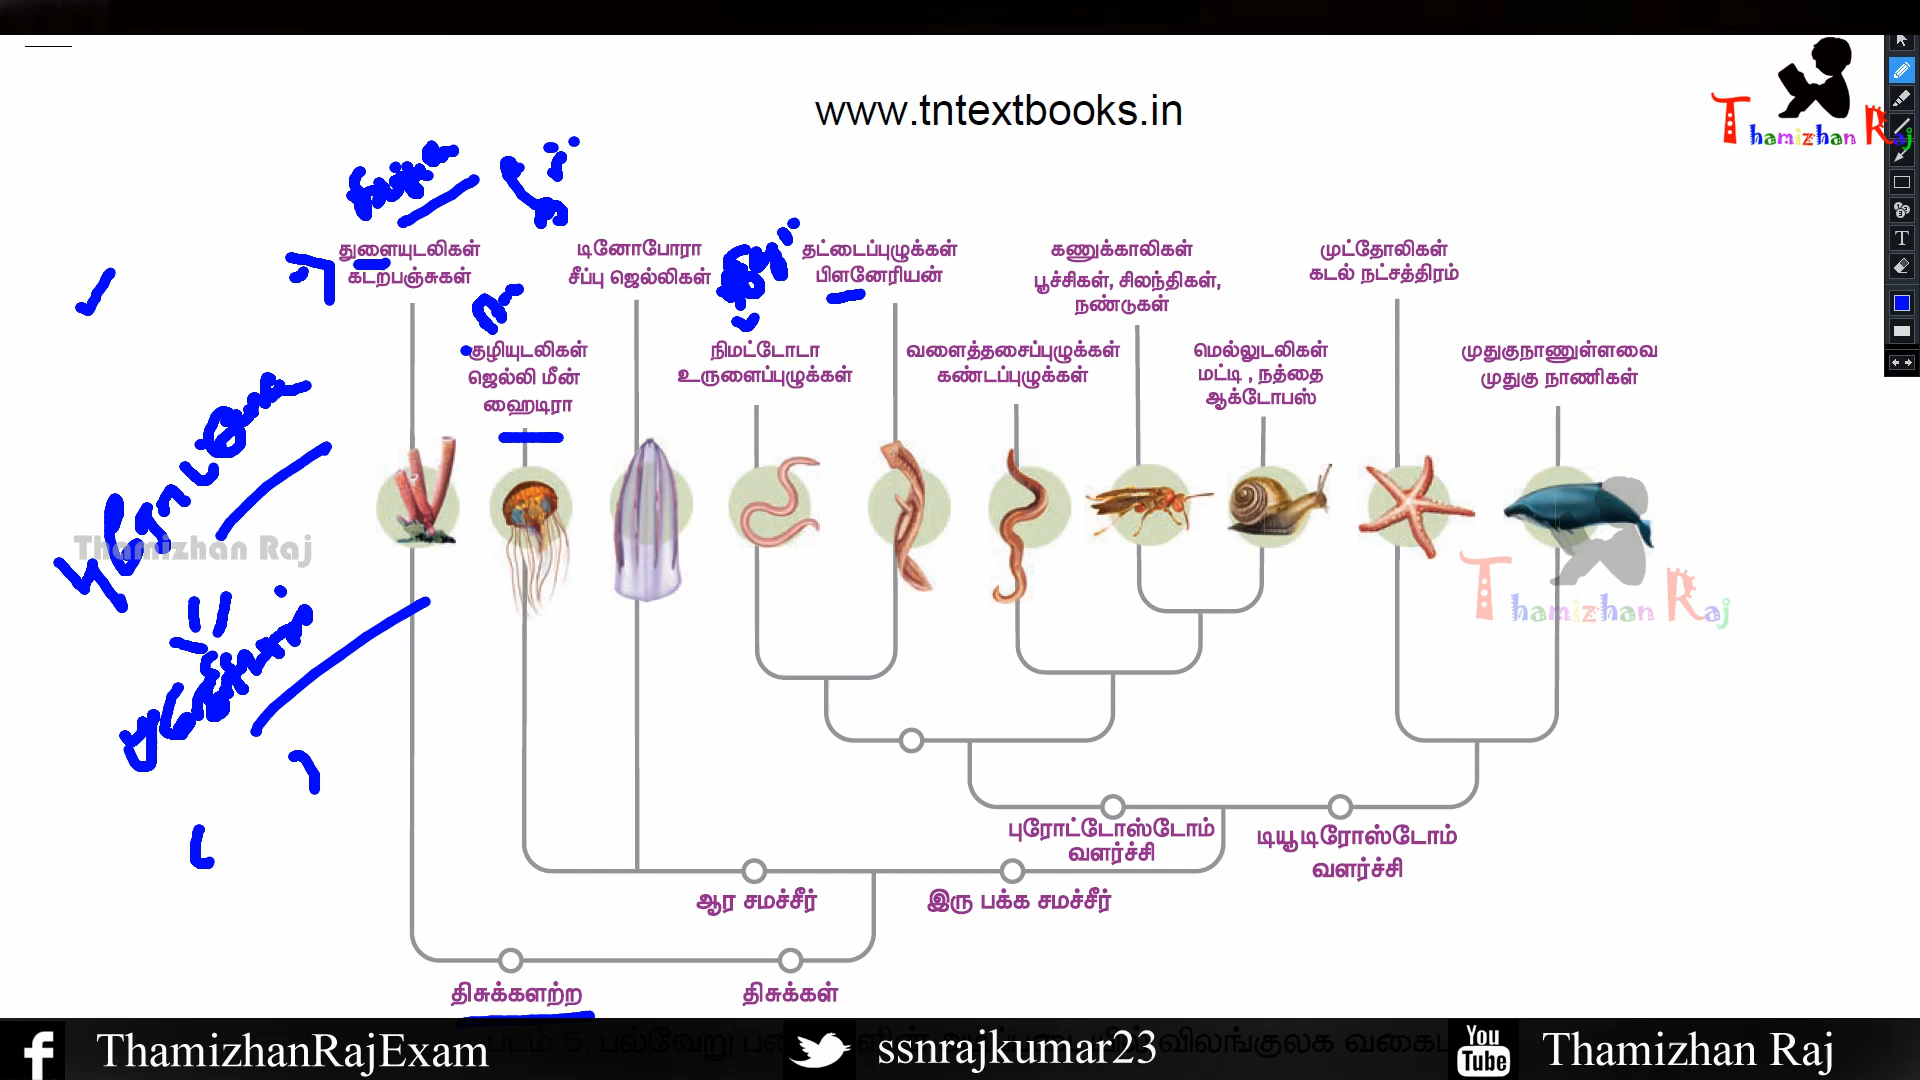 www.tntextbooks.in
Thamizhan Raj
துளையுடலிகள்
கடற்பஞ்சுகள்
டினோபோரா
சீப்பு ஜெல்லிகள்
தட்டைப்புழுக்கள்
பிளனேரியன்
கணுக்காலிகள்
பூச்சிகள், சிலந்திகள்,
நண்டுகள்
முட்தோலிகள்
கடல் நட்சத்திரம்
குழியுடலிகள்
ஜெல்லி மீன்
ஹைடிரா
நிமட்டோடா
உருளைப்புழுக்கள்
வளைத்தசைப்புழுக்கள்
கண்டப்புழுக்கள்
மெல்லுடலிகள்
மட்டி , நத்தை
ஆக்டோபஸ்
முதுகுநாணுள்ளவை
முதுகு நாணிகள்
Thamizhan Raj
Thamizhan Raj
புரோட்டோஸ்டோம்
வளர்ச்சி
டியூடிரோஸ்டோம்
வளர்ச்சி
ஆர சமச்சீர்
இரு பக்க சமச்சீர்
திசுக்களற்ற
திசுக்கள்
ThamizhanRajExam
ssnrajkumar23
You Tube
Thamizhan Raj